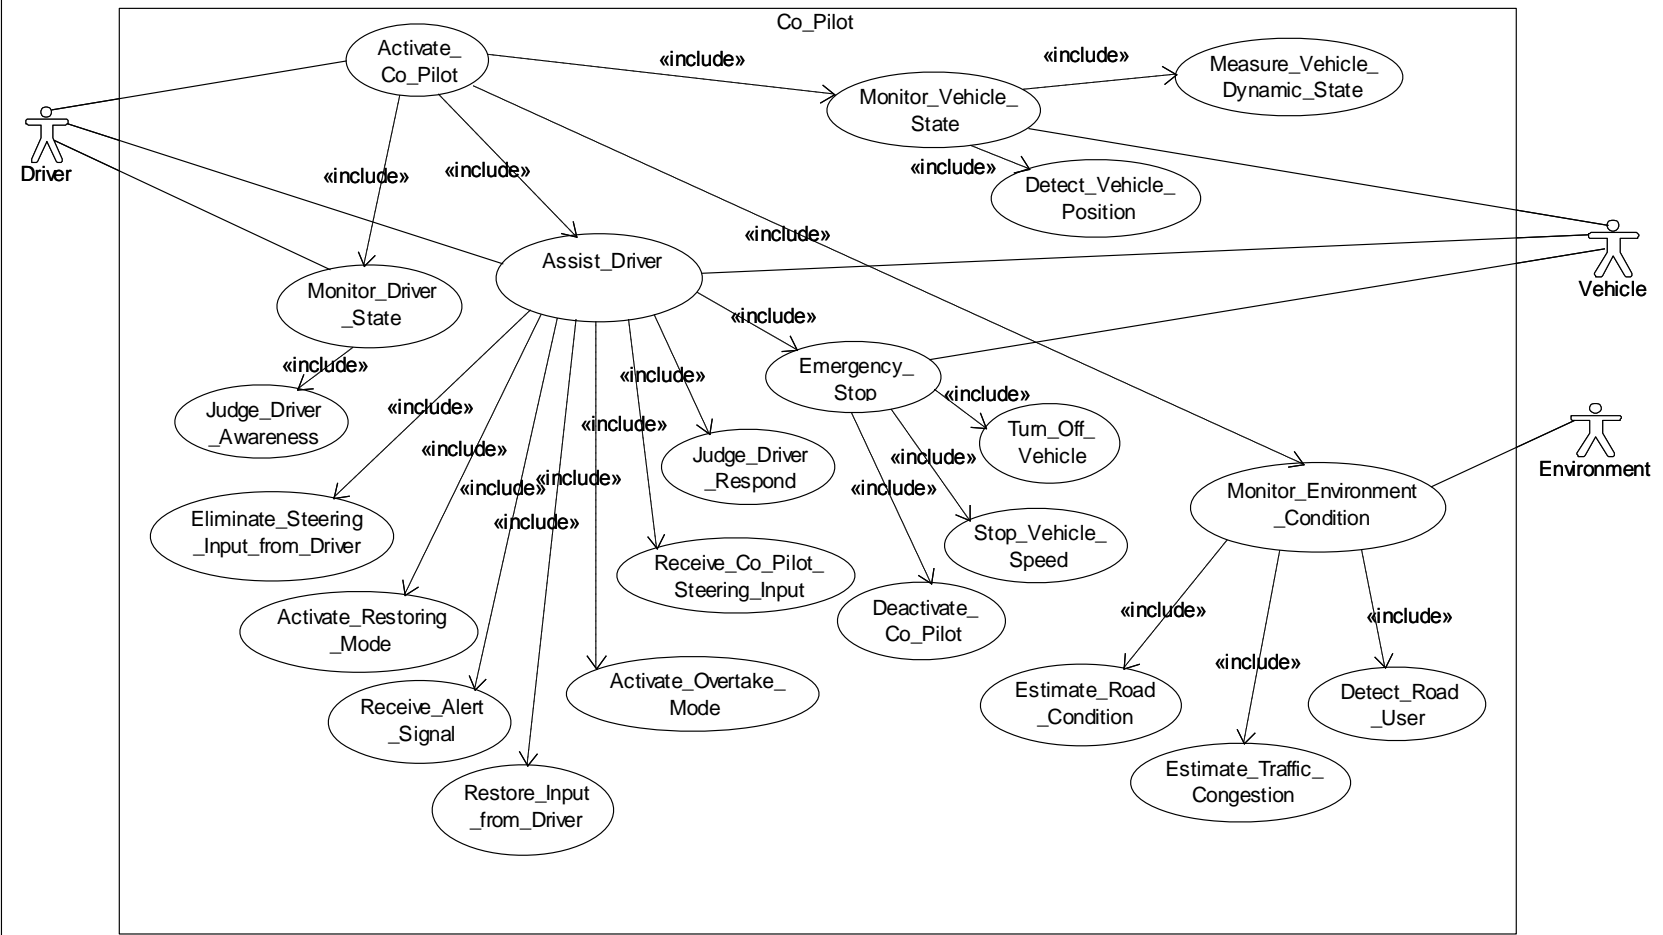 Co_Pilot
Activate_
Co_Pilot
«include»
«include»
Measure_Vehicle_
Dynamic_State
Monitor_Vehicle_
State
Driver
«include»
«include»
«include»
Detect_Vehicle_
Position
«include»
Assist_Driver
Vehicle
Monitor_Driver
_State
«include»
«include»
Emergency_
Stop
«include»
«include»
Judge_Driver
_Awareness
«include»
«include»
«include»
Turn_Off_
Vehicle
Environment
«include»
Judge_Driver
_Respond
«include»
«include»
«include»
«include»
«include»
Monitor_Environment
_Condition
Eliminate_Steering
_Input_from_Driver
Stop_Vehicle_
Speed
Receive_Co_Pilot_
Steering_Input
Activate_Restoring
_Mode
Deactivate_
Co_Pilot
«include»
«include»
«include»
Receive_Alert
_Signal
Activate_Overtake_
Mode
Estimate_Road
_Condition
Detect_Road
_User
Restore_Input
_from_Driver
Estimate_Traffic_
Congestion